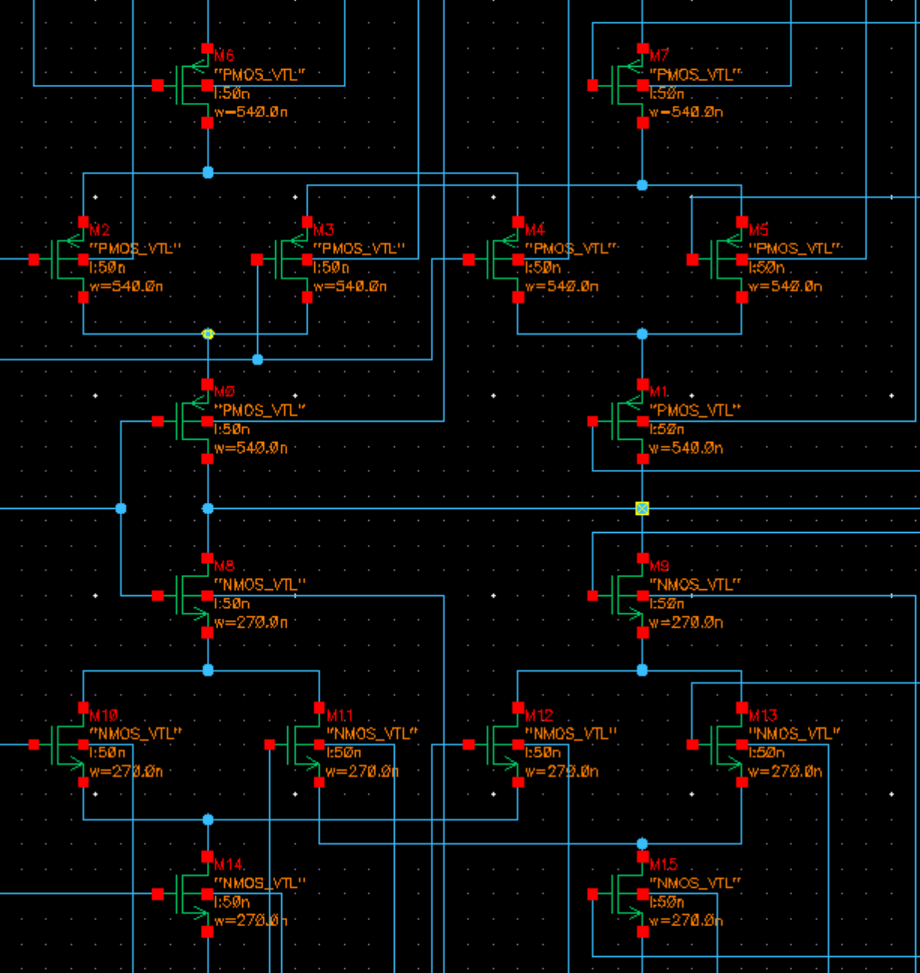 M6
"PMOS_VTL"
l:50n
w=540.0n
M7
"PMOS_VTL"
l:50n
w=540.0n
M2
"PMOS_VTL"
l:50n
w=540.0n
M3
"PMOS_VTL"
l:50n
w=540.0n
M4
"PMOS_VTL"
l:50n
w=540.0n
M5
"PMOS_VTL"
l:50n
w=540.0n
M0
"PMOS_VTL"
l:50n
w=540.0n
M1
"PMOS_VTL"
l:50n
w=540.0n
M8
"NMOS_VTL"
l:50n
w=270.0n
M9
"NMOS_VTL"
l:50n
w=270.0n
M10
"NMOS_VTL"
l:50n
w=270.0n
M11
"NMOS_VTL"
l:50n
w=270.0n
M12
"NMOS_VTL"
l:50n
w=270.0n
M13
"NMOS_VTL"
l:50n
w=270.0n
M14
"NMOS_VTL"
l:50n
w=270.0n
M15
"NMOS_VTL"
l:50n
w=270.0n